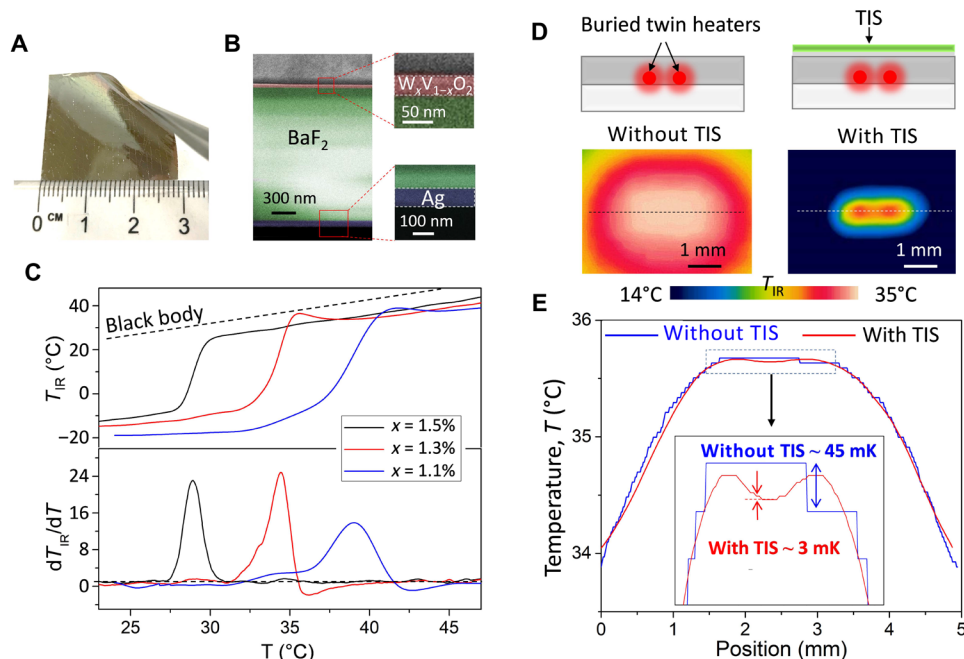 A
0 CM 1 2 3
B
BaF₂
300 nm
WₓV₁₋ₓO₂
50 nm
Ag
100 nm
C
Black body
T_IR (°C)
40
20
0
−20
x = 1.5%
x = 1.3%
x = 1.1%
dT_IR/dT
24
16
8
0
25 30 35 40 45
T (°C)
D
Buried twin heaters
TIS
Without TIS
With TIS
1 mm
1 mm
T_IR
14°C
35°C
E
Without TIS
With TIS
Temperature, T (°C)
36
35
34
Without TIS ~ 45 mK
With TIS ~ 3 mK
0 1 2 3 4 5
Position (mm)